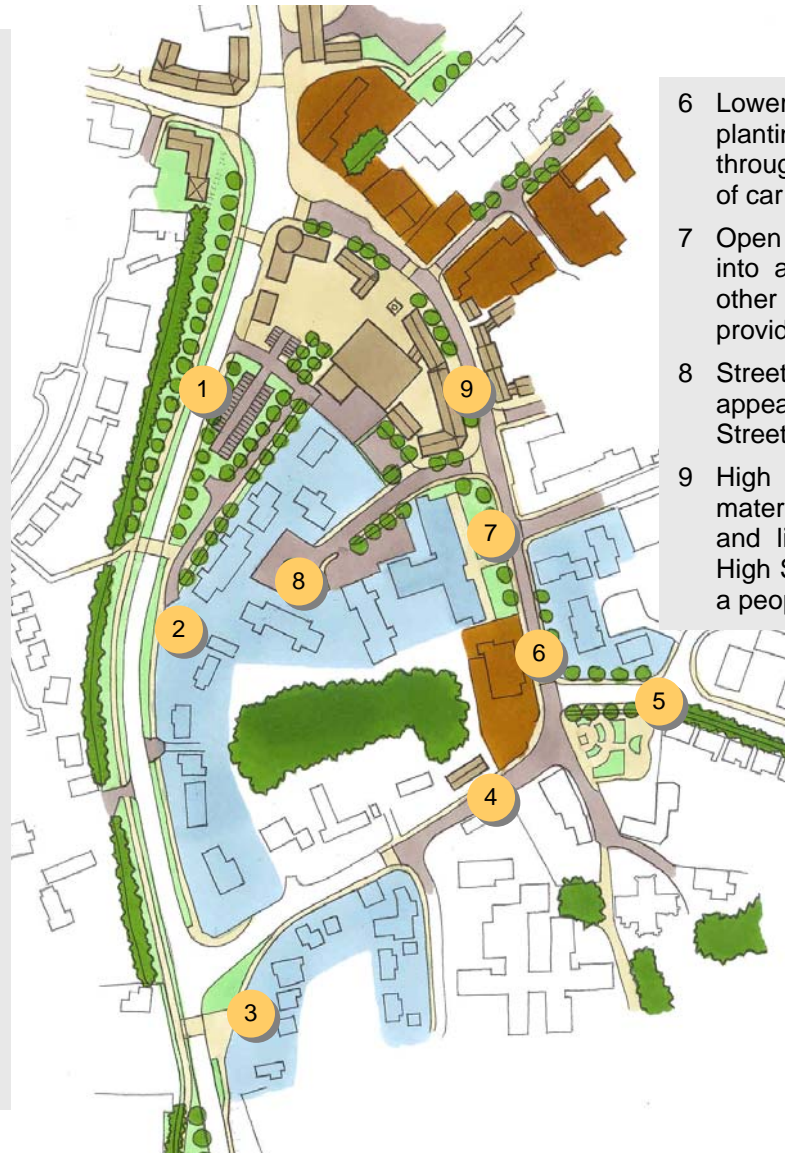 6 Lower
plantin
throug
of car
7 Open
into a
other
provid
8 Street
appea
Street
9 High
mater
and li
High S
a peop
1
9
7
8
2
6
5
4
3